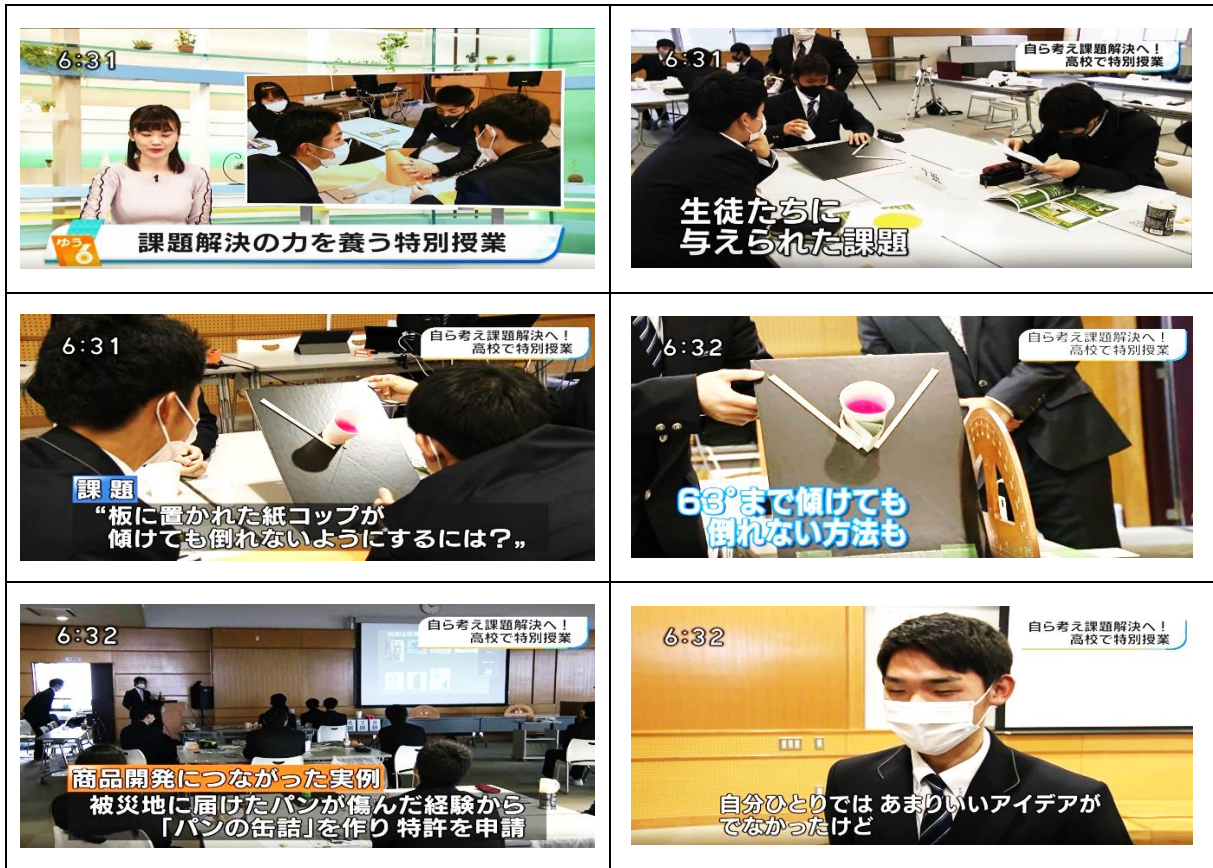 6:31
ゆう6
課題解決の力を養う特別授業
6:31
自ら考え課題解決へ!
高校で特別授業
生徒たちに
与えられた課題
6:31
自ら考え課題解決へ!
高校で特別授業
課題
“板に置かれた紙コップが
傾けても倒れないようにするには?„
6:32
自ら考え課題解決へ!
高校で特別授業
63°まで傾けても
倒れない方法も
6:32
自ら考え課題解決へ!
高校で特別授業
商品開発につながった実例
被災地に届けたパンが傷んだ経験から
「パンの缶詰」を作り 特許を申請
6:32
自ら考え課題解決へ!
高校で特別授業
自分ひとりでは あまりいいアイデアが
でなかったけど